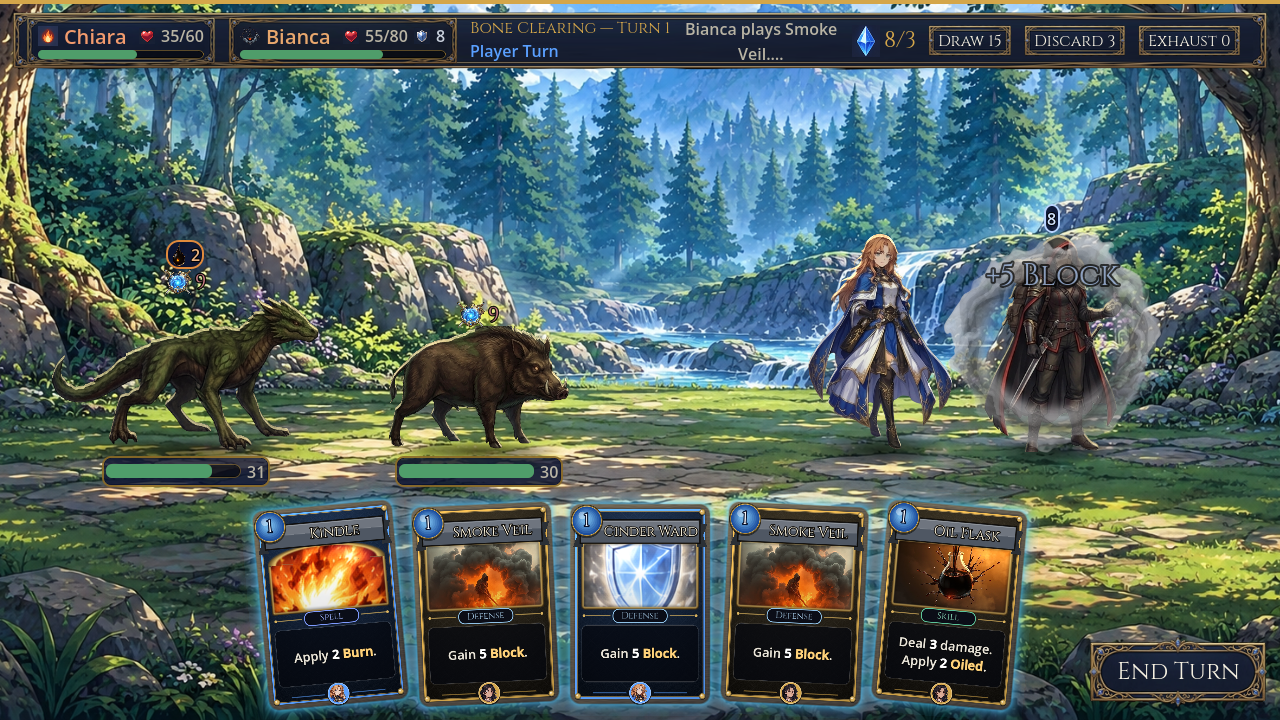 Chiara 35/60
Bianca 55/80 8
Bone Clearing — Turn 1
Player Turn
Bianca plays Smoke
Veil....
8/3
Draw 15
Discard 3
Exhaust 0
8
+5 Block
2
9
9
31
30
1
Kindle
Spell
Apply 2 Burn.
1
Smoke Veil
Defense
Gain 5 Block.
1
Cinder Ward
Defense
Gain 5 Block.
1
Smoke Veil
Defense
Gain 5 Block.
1
Oil Flask
Skill
Deal 3 damage.
Apply 2 Oiled.
End Turn